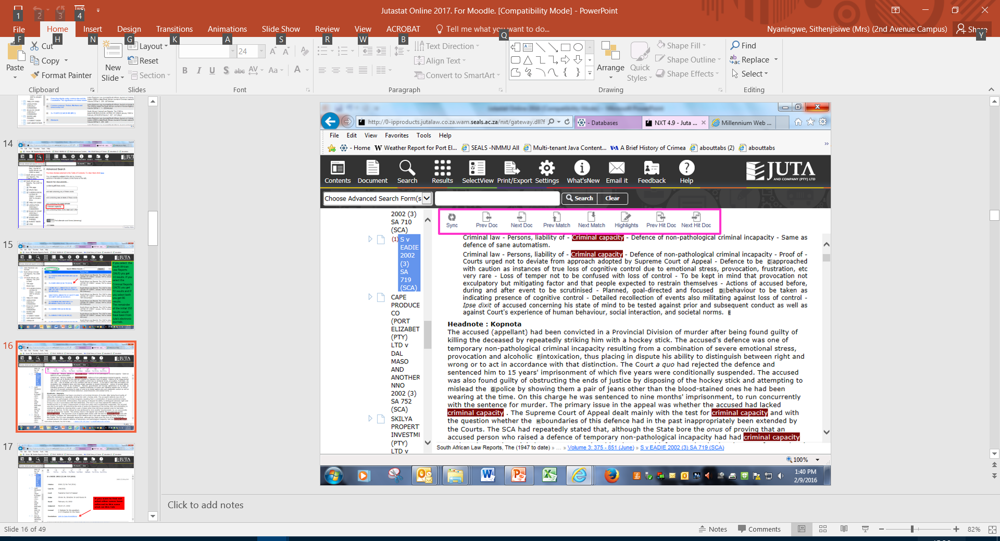 Jutastat Online 2017. For Moodle. [Compatibility Mode] - PowerPoint
1 2 3 4
File Home Insert Design Transitions Animations Slide Show Review View ACROBAT Tell me what you want to do...
Nyaningwe, Sithenjisiwe (Mrs) (2nd Avenue Campus) Share
F H N G K A S R W B Q Y
Cut
Copy
Format Painter
Paste
Clipboard
New Slide
Layout
Reset
Section
Slides
24
B I U S abc AV Aa A
Font
Text Direction
Align Text
Convert to SmartArt
Paragraph
Arrange
Quick Styles
Shape Fill
Shape Outline
Shape Effects
Drawing
Find
Replace
Select
Editing
14
Advanced Search
criminal capacity
15
If you select the
South African
Law Reports
16
17
http://0-ipproducts.jutalaw.co.za.wam.seals.ac.za/nxt/gateway.dll?f
- Databases
NXT 4.9 - Juta ...
Millennium Web ...
File Edit View Favorites Tools Help
- Home
Weather Report for Port El...
SEALS -NMMU All
Multi-tenant Java Content...
A Brief History of Crimea
abouttabs (2)
abouttabs
Contents Document Search Results SelectView Print/Export Settings What'sNew Email it Feedback Help
JUTA
AND COMPANY (PTY) LTD
Choose Advanced Search Form(s
Search Clear
Sync Prev Doc Next Doc Prev Match Next Match Highlights Prev Hit Doc Next Hit Doc
2002 (3)
SA 710
(SCA)
(1) S v
EADIE
2002
(3)
SA
719
(SCA)
CAPE
PRODUCE
CO
(PORT
ELIZABET
(PTY)
LTD v
DAL
MASO
AND
ANOTHER
NNO
2002 (3)
SA 752
(SCA)
SKILYA
PROPERT
INVESTMI
(PTY)
LTD v
Criminal law - Persons, liability of - Criminal capacity - Defence of non-pathological criminal incapacity - Same as
defence of sane automatism.
Criminal law - Persons, liability of - Criminal capacity - Defence of non-pathological criminal incapacity - Proof of -
Courts urged not to deviate from approach adopted by Supreme Court of Appeal - Defence to be C approached
with caution as instances of true loss of cognitive control due to emotional stress, provocation, frustration, etc
very rare - Loss of temper not to be confused with loss of control - To be kept in mind that provocation not
exculpatory but mitigating factor and that people expected to restrain themselves - Actions of accused before,
during and after event to be scrutinised - Planned, goal-directed and focused D behaviour to be taken as
indicating presence of cognitive control - Detailed recollection of events also militating against loss of control -
Ipse dixit of accused concerning his state of mind to be tested against prior and subsequent conduct as well as
against Court's experience of human behaviour, social interaction, and societal norms. E
Headnote : Kopnota
The accused (appellant) had been convicted in a Provincial Division of murder after being found guilty of
killing the deceased by repeatedly striking him with a hockey stick. The accused's defence was one of
temporary non-pathological criminal incapacity resulting from a combination of severe emotional stress,
provocation and alcoholic F intoxication, thus placing in dispute his ability to distinguish between right and
wrong or to act in accordance with that distinction. The Court a quo had rejected the defence and
sentenced him to 15 years' imprisonment of which five years were conditionally suspended. The accused
was also found guilty of obstructing the ends of justice by disposing of the hockey stick and attempting to
mislead the G police by showing them a pair of jeans other than the blood-stained ones he had been
wearing at the time. On this charge he was sentenced to nine months' imprisonment, to run concurrently
with the sentence for murder. The primary issue in the appeal was whether the accused had lacked
criminal capacity . The Supreme Court of Appeal dealt mainly with the test for criminal capacity and with
the question whether the H boundaries of this defence had in the past inappropriately been extended by
the Courts. The SCA had repeatedly stated that, although the State bore the onus of proving that an
accused person who raised a defence of temporary non-pathological incapacity had had criminal capacity
South African Law Reports, The (1947 to date) » ... » Volume 3: 375 - 851 (June) » S v EADIE 2002 (3) SA 719 (SCA)
100%
1:40 PM
2/9/2016
Click to add notes
Slide 16 of 49
Notes
Comments
82%